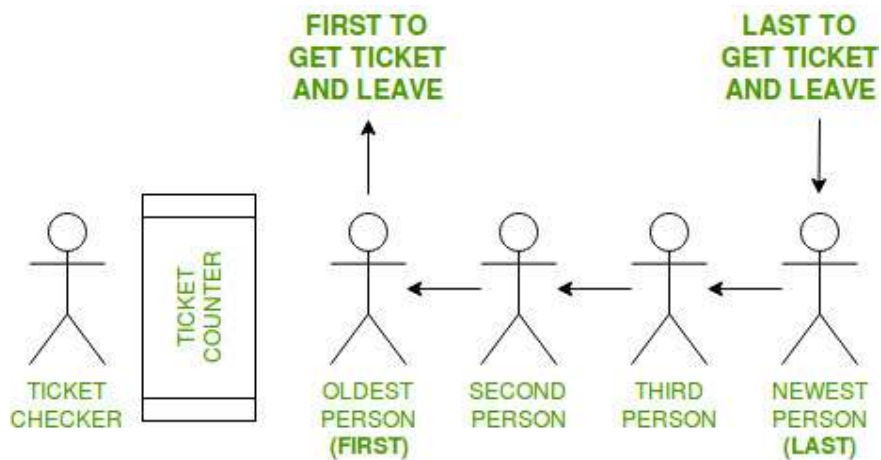 FIRST TO
GET TICKET
AND LEAVE
LAST TO
GET TICKET
AND LEAVE
TICKET
COUNTER
TICKET
CHECKER
OLDEST
PERSON
(FIRST)
SECOND
PERSON
THIRD
PERSON
NEWEST
PERSON
(LAST)